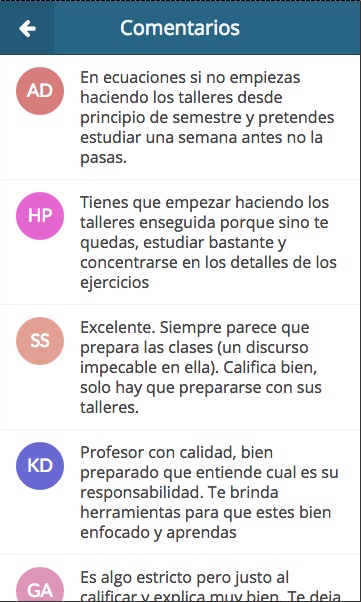 Comentarios
AD
En ecuaciones si no empiezas
haciendo los talleres desde
principio de semestre y pretendes
estudiar una semana antes no la
pasas.
HP
Tienes que empezar haciendo los
talleres enseguida porque sino te
quedas, estudiar bastante y
concentrarse en los detalles de los
ejercicios
SS
Excelente. Siempre parece que
prepara las clases (un discurso
impecable en ella). Califica bien,
solo hay que prepararse con sus
talleres.
KD
Profesor con calidad, bien
preparado que entiende cual es su
responsabilidad. Te brinda
herramientas para que estes bien
enfocado y aprendas
GA
Es algo estricto pero justo al
calificar y explica muy bien. Te deja